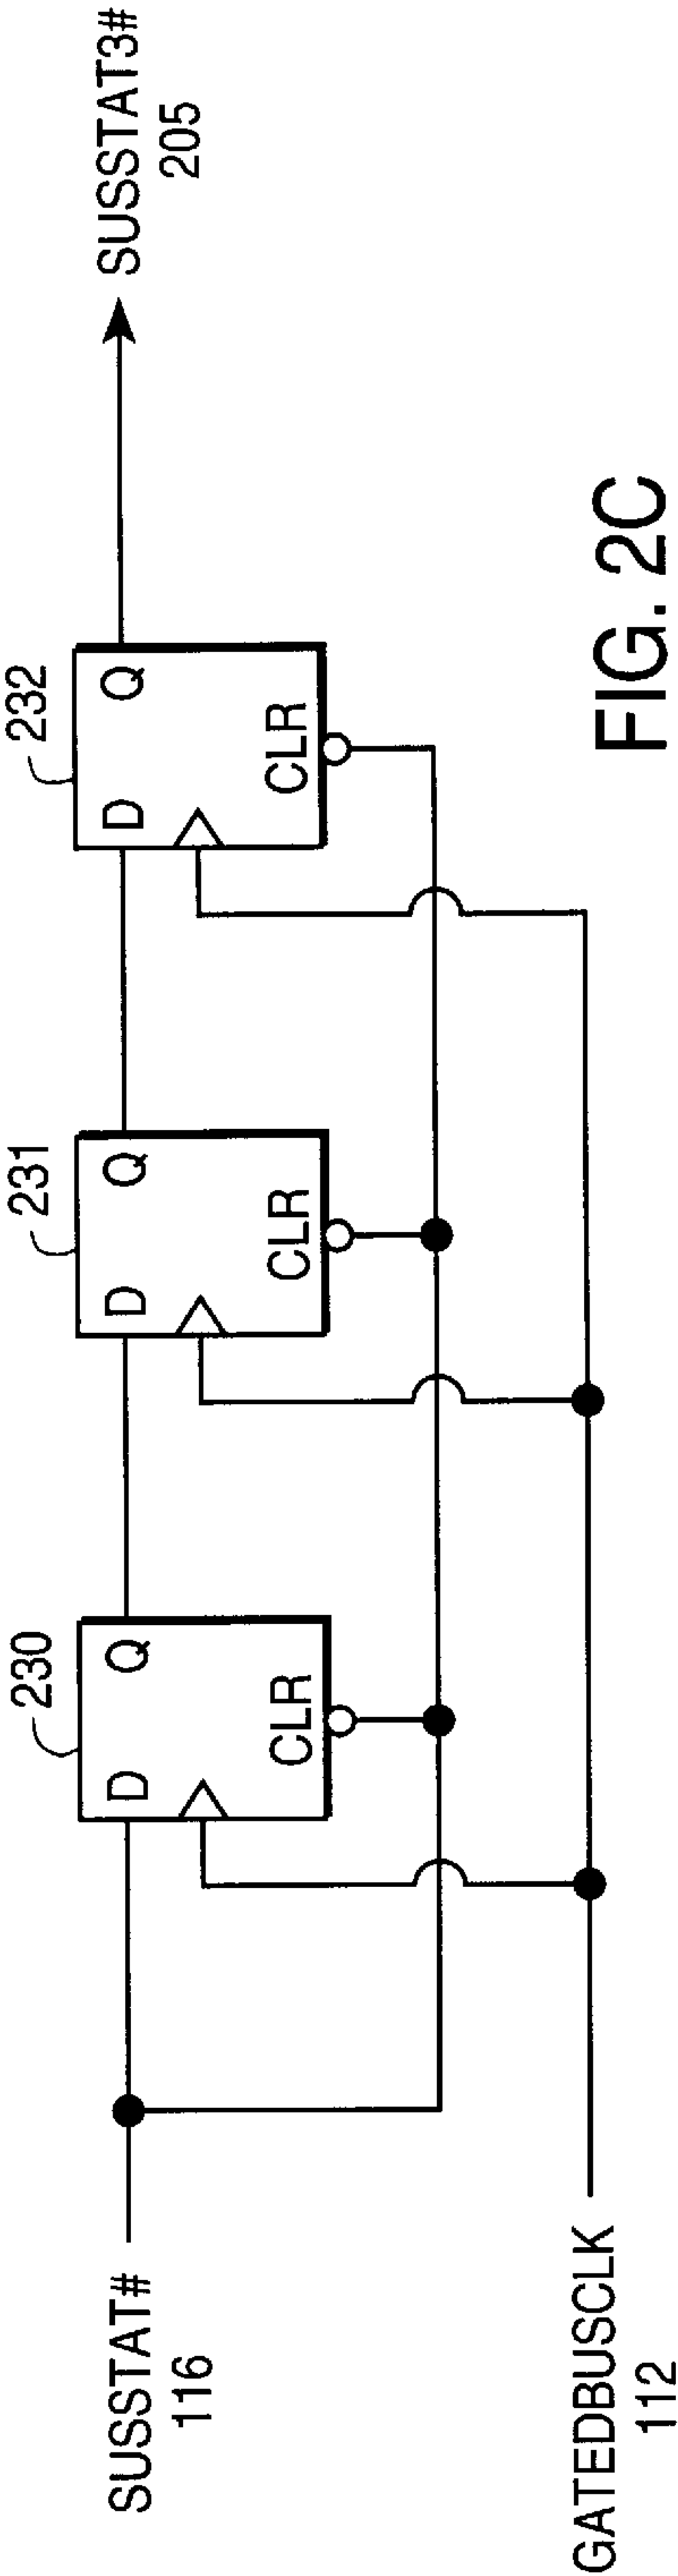 SUSSTAT#
116
GATEDBUSCLK
112
230
D
Q
CLR
231
D
Q
CLR
232
D
Q
CLR
SUSSTAT3#
205
FIG. 2C